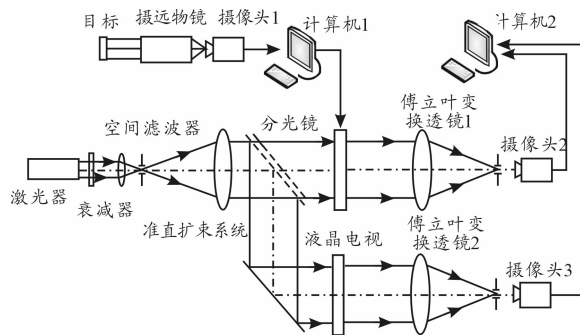 目标
摄远物镜
摄像头1
计算机1
计算机2
空间滤波器
分光镜
傅立叶变
换透镜1
摄像头2
激光器
衰减器
准直扩束系统
液晶电视
傅立叶变
换透镜2
摄像头3